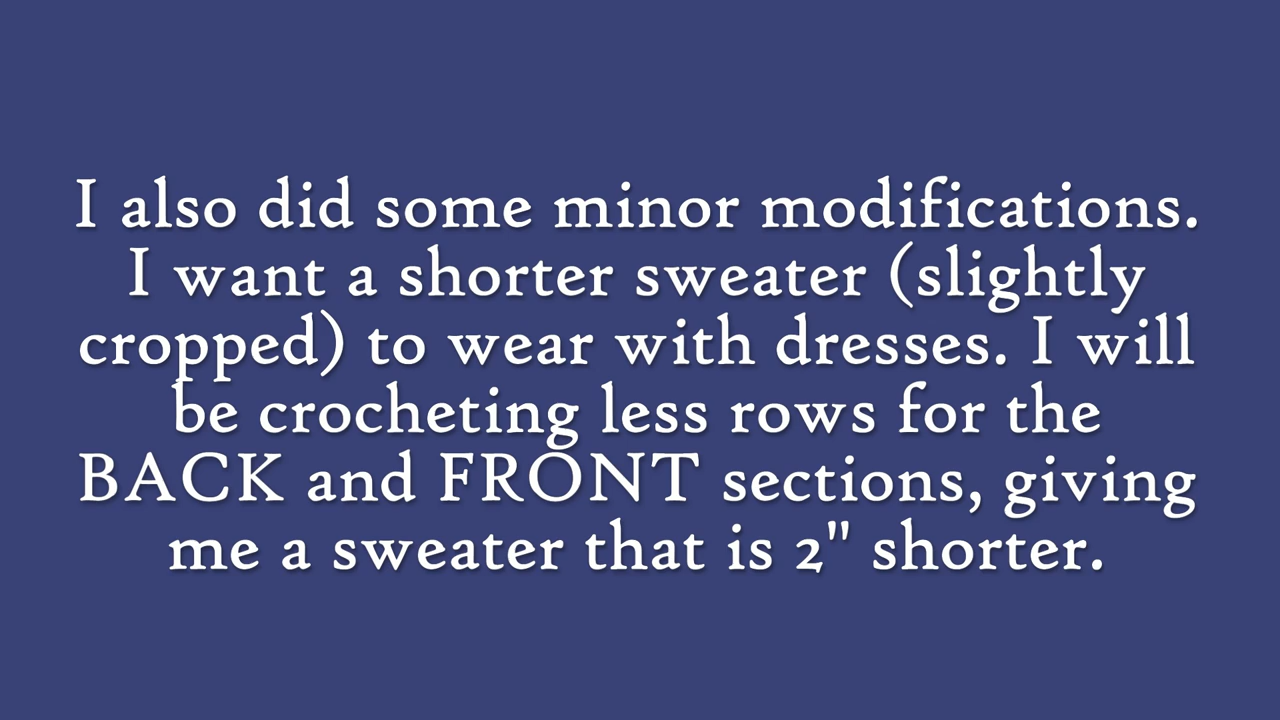 I also did some minor modifications.
I want a shorter sweater (slightly
cropped) to wear with dresses. I will
be crocheting less rows for the
BACK and FRONT sections, giving
me a sweater that is 2" shorter.